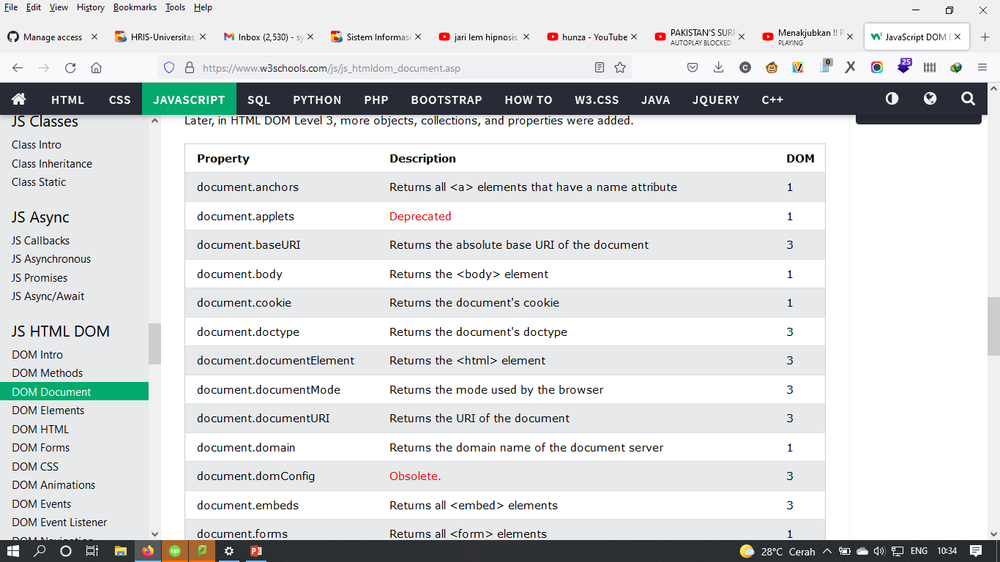 File Edit View History Bookmarks Tools Help
Manage access
HRIS-Universitas
Inbox (2,530) - sy
Sistem Informasi
jari lem hipnosis
hunza - YouTube
PAKISTAN'S SURF
AUTOPLAY BLOCKED
Menakjubkan !! P
PLAYING
JavaScript DOM D
https://www.w3schools.com/js/js_htmldom_document.asp
0
25
HTML CSS JAVASCRIPT SQL PYTHON PHP BOOTSTRAP HOW TO W3.CSS JAVA JQUERY C++
JS Classes
Class Intro
Class Inheritance
Class Static
JS Async
JS Callbacks
JS Asynchronous
JS Promises
JS Async/Await
JS HTML DOM
DOM Intro
DOM Methods
DOM Document
DOM Elements
DOM HTML
DOM Forms
DOM CSS
DOM Animations
DOM Events
DOM Event Listener
DOM Navigation
Later, in HTML DOM Level 3, more objects, collections, and properties were added.
Property Description DOM
document.anchors Returns all <a> elements that have a name attribute 1
document.applets Deprecated 1
document.baseURI Returns the absolute base URI of the document 3
document.body Returns the <body> element 1
document.cookie Returns the document's cookie 1
document.doctype Returns the document's doctype 3
document.documentElement Returns the <html> element 3
document.documentMode Returns the mode used by the browser 3
document.documentURI Returns the URI of the document 3
document.domain Returns the domain name of the document server 1
document.domConfig Obsolete. 3
document.embeds Returns all <embed> elements 3
document.forms Returns all <form> elements 1
28°C Cerah ENG 10:34